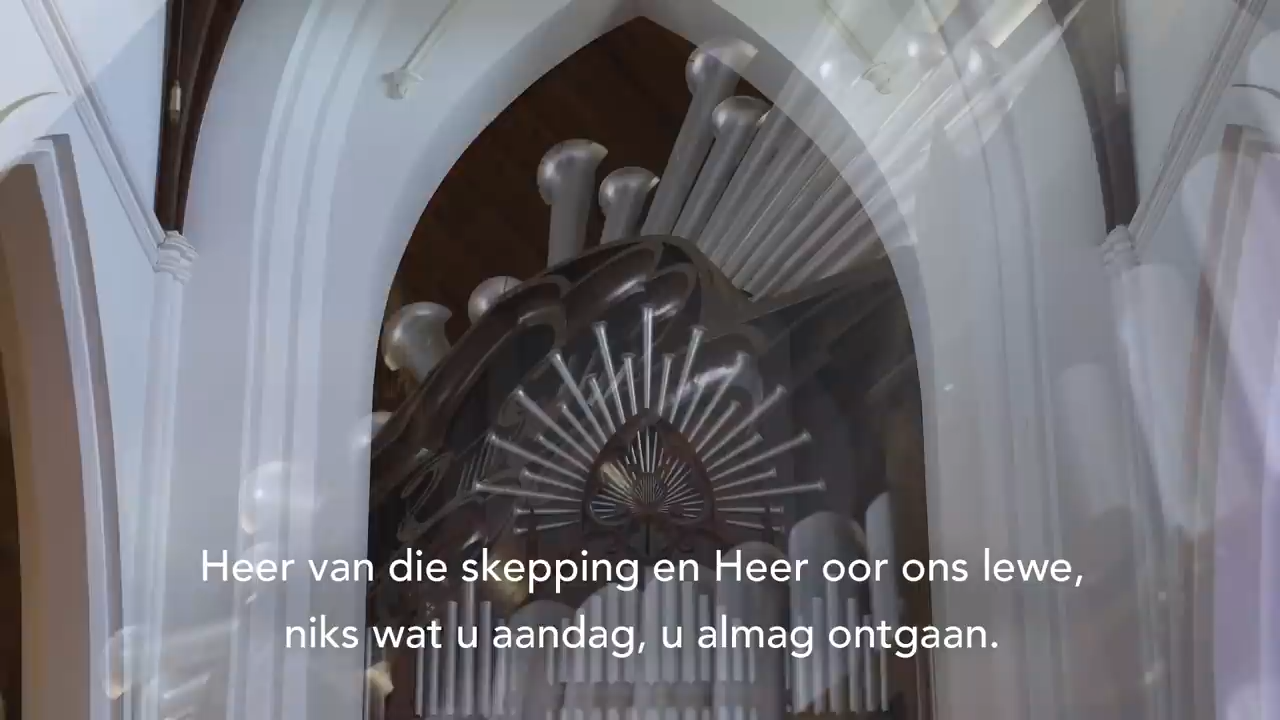 Heer van die skepping en Heer oor ons lewe,
niks wat u aandag, u almag ontgaan.